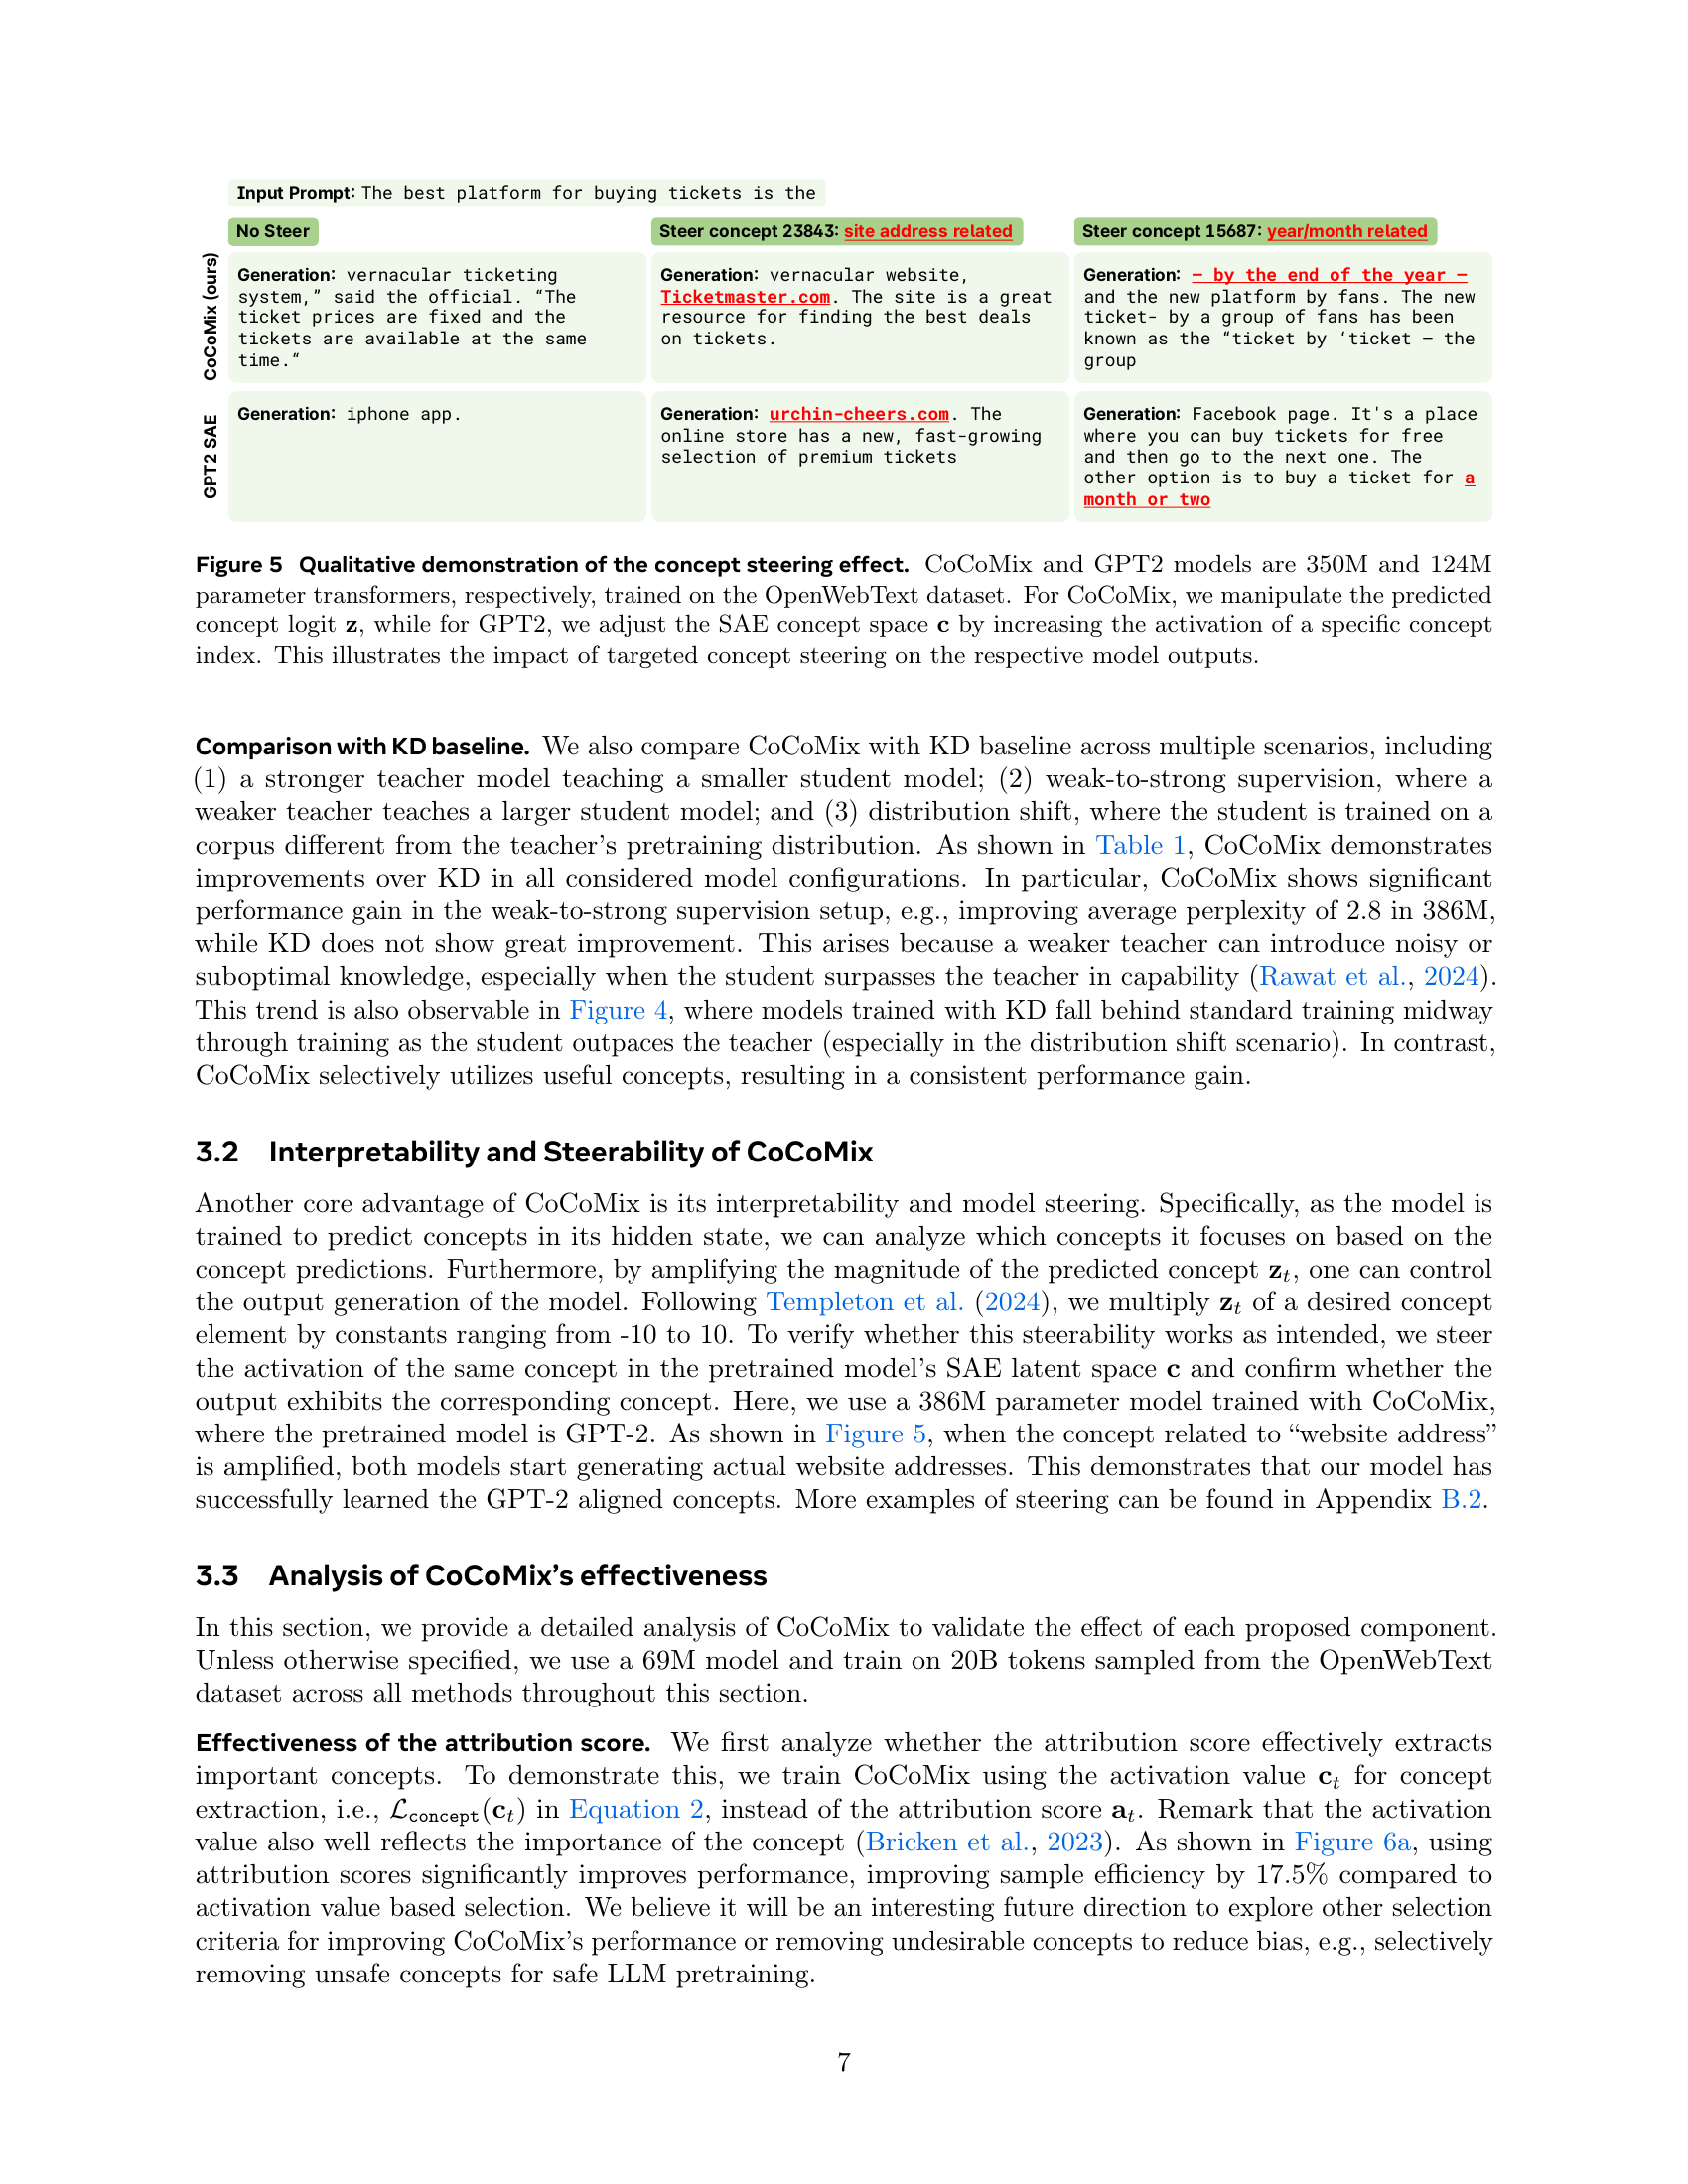 Input Prompt: The best platform for buying tickets is the
No Steer
Steer concept 23843: site address related
Steer concept 15687: year/month related
CoCoMix (ours)
Generation: vernacular ticketing
system,” said the official. “The
ticket prices are fixed and the
tickets are available at the same
time.“
Generation: vernacular website,
Ticketmaster.com. The site is a great
resource for finding the best deals
on tickets.
Generation: — by the end of the year —
and the new platform by fans. The new
ticket- by a group of fans has been
known as the “ticket by ‘ticket — the
group
GPT2 SAE
Generation: iphone app.
Generation: urchin-cheers.com. The
online store has a new, fast-growing
selection of premium tickets
Generation: Facebook page. It's a place
where you can buy tickets for free
and then go to the next one. The
other option is to buy a ticket for a
month or two
Figure 5 Qualitative demonstration of the concept steering effect. CoCoMix and GPT2 models are 350M and 124M
parameter transformers, respectively, trained on the OpenWebText dataset. For CoCoMix, we manipulate the predicted
concept logit z, while for GPT2, we adjust the SAE concept space c by increasing the activation of a specific concept
index. This illustrates the impact of targeted concept steering on the respective model outputs.
Comparison with KD baseline. We also compare CoCoMix with KD baseline across multiple scenarios, including
(1) a stronger teacher model teaching a smaller student model; (2) weak-to-strong supervision, where a
weaker teacher teaches a larger student model; and (3) distribution shift, where the student is trained on a
corpus different from the teacher’s pretraining distribution. As shown in Table 1, CoCoMix demonstrates
improvements over KD in all considered model configurations. In particular, CoCoMix shows significant
performance gain in the weak-to-strong supervision setup, e.g., improving average perplexity of 2.8 in 386M,
while KD does not show great improvement. This arises because a weaker teacher can introduce noisy or
suboptimal knowledge, especially when the student surpasses the teacher in capability (Rawat et al., 2024).
This trend is also observable in Figure 4, where models trained with KD fall behind standard training midway
through training as the student outpaces the teacher (especially in the distribution shift scenario). In contrast,
CoCoMix selectively utilizes useful concepts, resulting in a consistent performance gain.
3.2 Interpretability and Steerability of CoCoMix
Another core advantage of CoCoMix is its interpretability and model steering. Specifically, as the model is
trained to predict concepts in its hidden state, we can analyze which concepts it focuses on based on the
concept predictions. Furthermore, by amplifying the magnitude of the predicted concept zt, one can control
the output generation of the model. Following Templeton et al. (2024), we multiply zt of a desired concept
element by constants ranging from -10 to 10. To verify whether this steerability works as intended, we steer
the activation of the same concept in the pretrained model’s SAE latent space c and confirm whether the
output exhibits the corresponding concept. Here, we use a 386M parameter model trained with CoCoMix,
where the pretrained model is GPT-2. As shown in Figure 5, when the concept related to “website address”
is amplified, both models start generating actual website addresses. This demonstrates that our model has
successfully learned the GPT-2 aligned concepts. More examples of steering can be found in Appendix B.2.
3.3 Analysis of CoCoMix’s effectiveness
In this section, we provide a detailed analysis of CoCoMix to validate the effect of each proposed component.
Unless otherwise specified, we use a 69M model and train on 20B tokens sampled from the OpenWebText
dataset across all methods throughout this section.
Effectiveness of the attribution score. We first analyze whether the attribution score effectively extracts
important concepts. To demonstrate this, we train CoCoMix using the activation value ct for concept
extraction, i.e., Lconcept(ct) in Equation 2, instead of the attribution score at. Remark that the activation
value also well reflects the importance of the concept (Bricken et al., 2023). As shown in Figure 6a, using
attribution scores significantly improves performance, improving sample efficiency by 17.5% compared to
activation value based selection. We believe it will be an interesting future direction to explore other selection
criteria for improving CoCoMix’s performance or removing undesirable concepts to reduce bias, e.g., selectively
removing unsafe concepts for safe LLM pretraining.
7